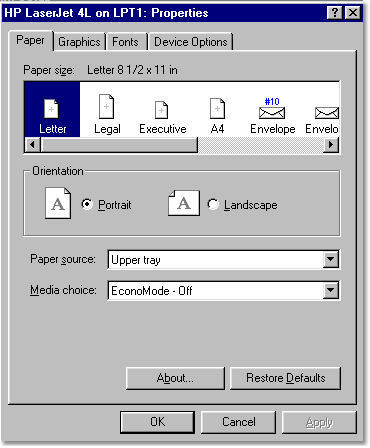 HP LaserJet 4L on LPT1: Properties
Paper Graphics Fonts Device Options
Paper size: Letter 8 1/2 x 11 in
#10
Letter Legal Executive A4 Envelope Envelo
Orientation
A Portrait A Landscape
Paper source: Upper tray
Media choice: EconoMode - Off
About... Restore Defaults
OK Cancel Apply